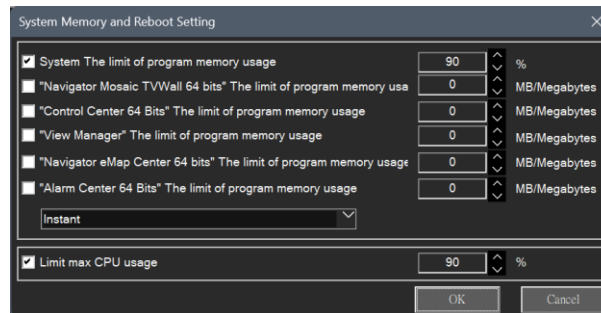 System Memory and Reboot Setting
System The limit of program memory usage 90 %
"Navigator Mosaic TVWall 64 bits" The limit of program memory usa 0 MB/Megabytes
"Control Center 64 Bits" The limit of program memory usage 0 MB/Megabytes
"View Manager" The limit of program memory usage 0 MB/Megabytes
"Navigator eMap Center 64 bits" The limit of program memory usage 0 MB/Megabytes
"Alarm Center 64 Bits" The limit of program memory usage 0 MB/Megabytes
Instant
Limit max CPU usage 90 %
OK Cancel